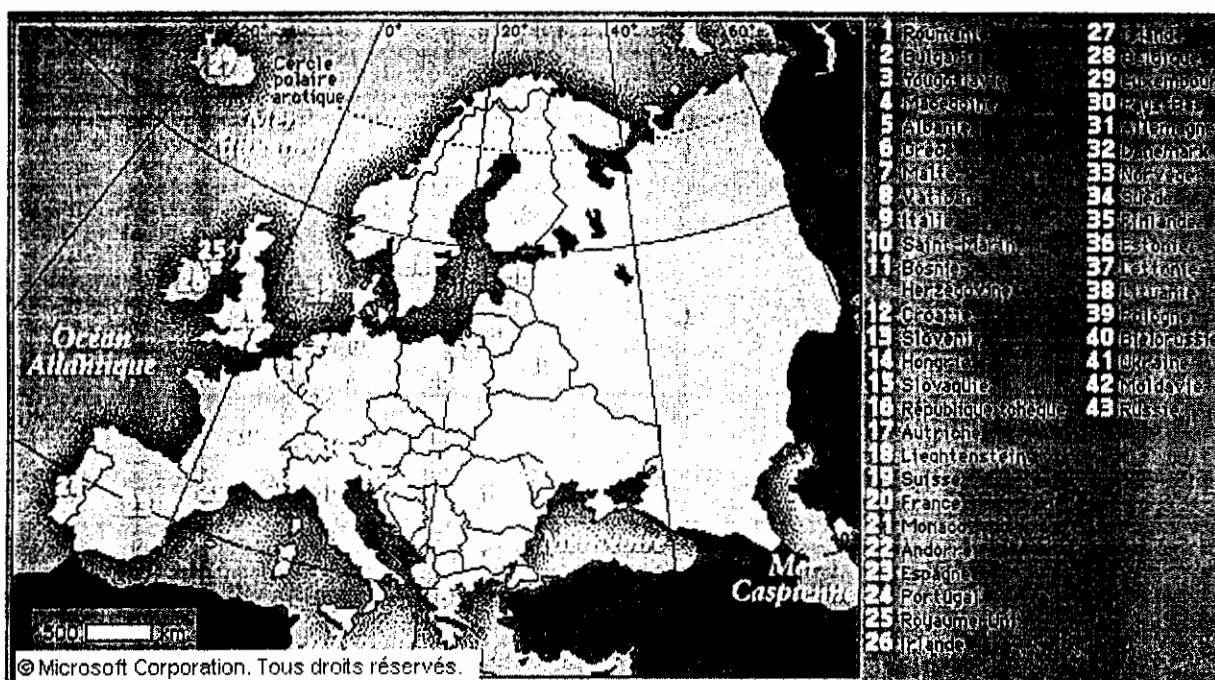 0°
20°
40°
60°
Cercle
polaire
arctique
25
Océan
Atlantique
Mer
Caspienne
500 km
© Microsoft Corporation. Tous droits réservés.
1 Roumanie
2 Bulgarie
3 Yougoslavie
4 Macédoine
5 Albanie
6 Grèce
7 Malte
8 Vatican
9 Italie
10 Saint-Marin
11 Bosnie
Herzégovine
12 Croatie
13 Slovénie
14 Hongrie
15 Slovaquie
16 République tchèque
17 Autriche
18 Liechtenstein
19 Suisse
20 France
21 Monaco
22 Andorre
23 Espagne
24 Portugal
25 Royaume-Uni
26 Irlande
27 Islande
28 Belgique
29 Luxembourg
30 Pays-Bas
31 Allemagne
32 Danemark
33 Norvège
34 Suède
35 Finlande
36 Estonie
37 Lettonie
38 Lituanie
39 Pologne
40 Biélorussie
41 Ukraine
42 Moldavie
43 Russie